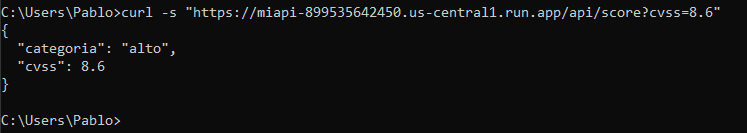 C:\Users\Pablo>curl -s "https://miapi-899535642450.us-central1.run.app/api/score?cvss=8.6"
{
  "categoria": "alto",
  "cvss": 8.6
}
C:\Users\Pablo>